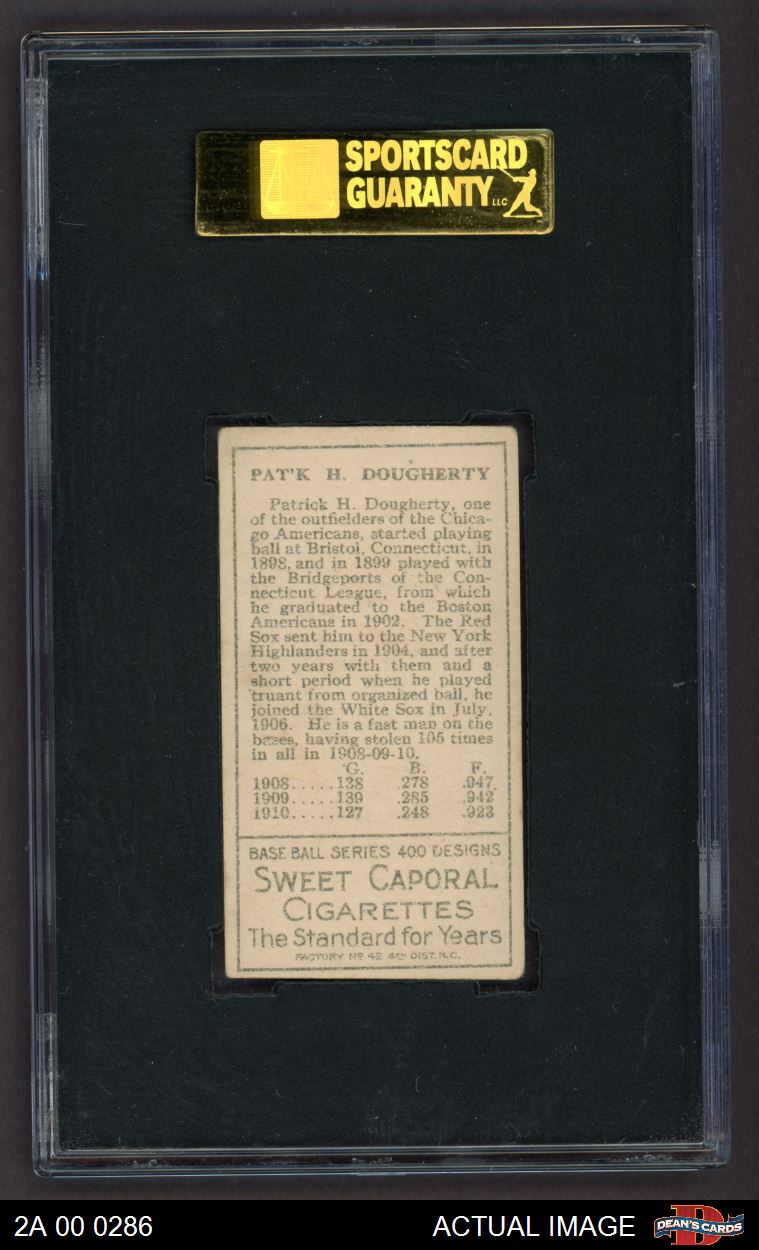 SPORTSCARD
GUARANTY LLC
PAT'K H. DOUGHERTY
Patrick H. Dougherty, one
of the outfielders of the Chica-
go Americans, started playing
ball at Bristol, Connecticut, in
1898, and in 1899 played with
the Bridgeports of the Con-
necticut League, from which
he graduated to the Boston
Americans in 1902. The Red
Sox sent him to the New York
Highlanders in 1904, and after
two years with them and a
short period when he played
truant from organized ball, he
joined the White Sox in July,
1906. He is a fast man on the
bases, having stolen 105 times
in all in 1908-09-10.
G. B. F.
1908.....138 .278 .947
1909.....139 .285 .942
1910.....127 .248 .923
BASE BALL SERIES 400 DESIGNS
SWEET CAPORAL
CIGARETTES
The Standard for Years
FACTORY Nº 42 4TH DIST. N.C.
2A 00 0286
ACTUAL IMAGE
D
DEAN'S CARDS